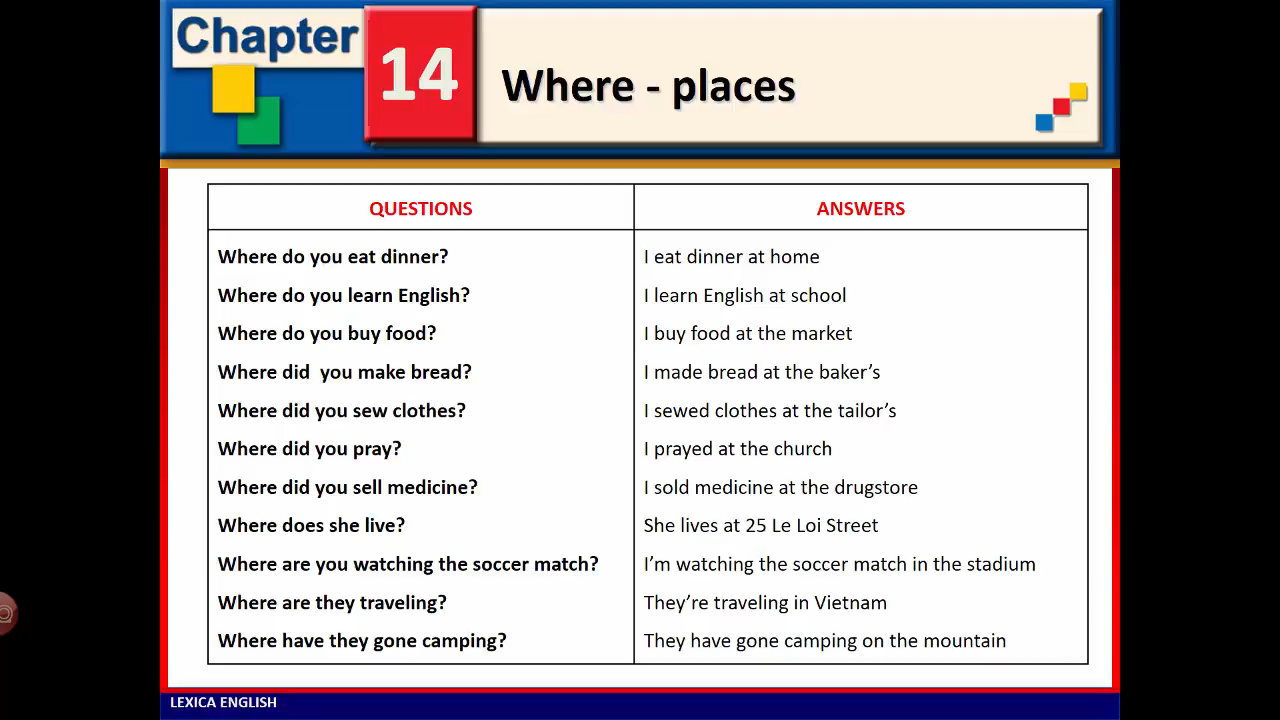 Chapter 14 Where - places
QUESTIONS ANSWERS
Where do you eat dinner? I eat dinner at home
Where do you learn English? I learn English at school
Where do you buy food? I buy food at the market
Where did  you make bread? I made bread at the baker’s
Where did you sew clothes? I sewed clothes at the tailor’s
Where did you pray? I prayed at the church
Where did you sell medicine? I sold medicine at the drugstore
Where does she live? She lives at 25 Le Loi Street
Where are you watching the soccer match? I’m watching the soccer match in the stadium
Where are they traveling? They’re traveling in Vietnam
Where have they gone camping? They have gone camping on the mountain
LEXICA ENGLISH